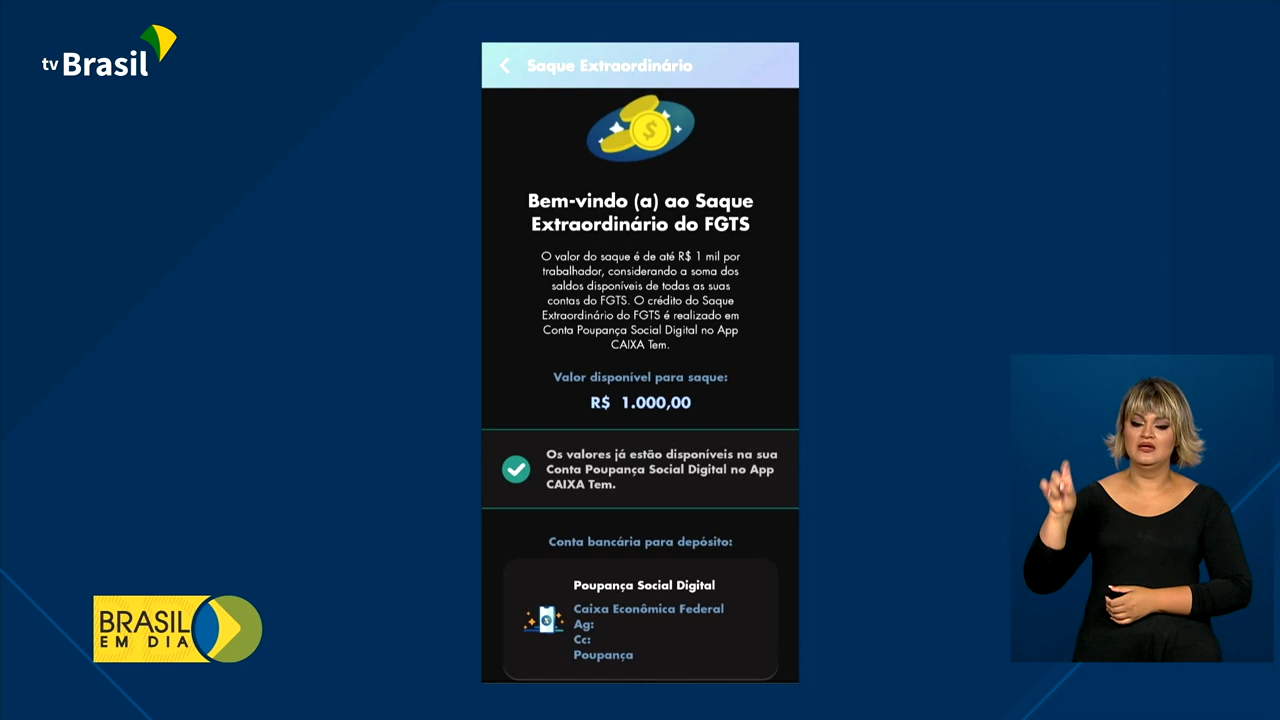 tv Brasil
Saque Extraordinário
Bem-vindo (a) ao Saque
Extraordinário do FGTS
O valor do saque é de até R$ 1 mil por
trabalhador, considerando a soma dos
saldos disponíveis de todas as suas
contas do FGTS. O crédito do Saque
Extraordinário do FGTS é realizado em
Conta Poupança Social Digital no App
CAIXA Tem.
Valor disponível para saque:
R$ 1.000,00
Os valores já estão disponíveis na sua
Conta Poupança Social Digital no App
CAIXA Tem.
Conta bancária para depósito:
Poupança Social Digital
Caixa Econômica Federal
Ag:
Cc:
Poupança
BRASIL
EM DIA